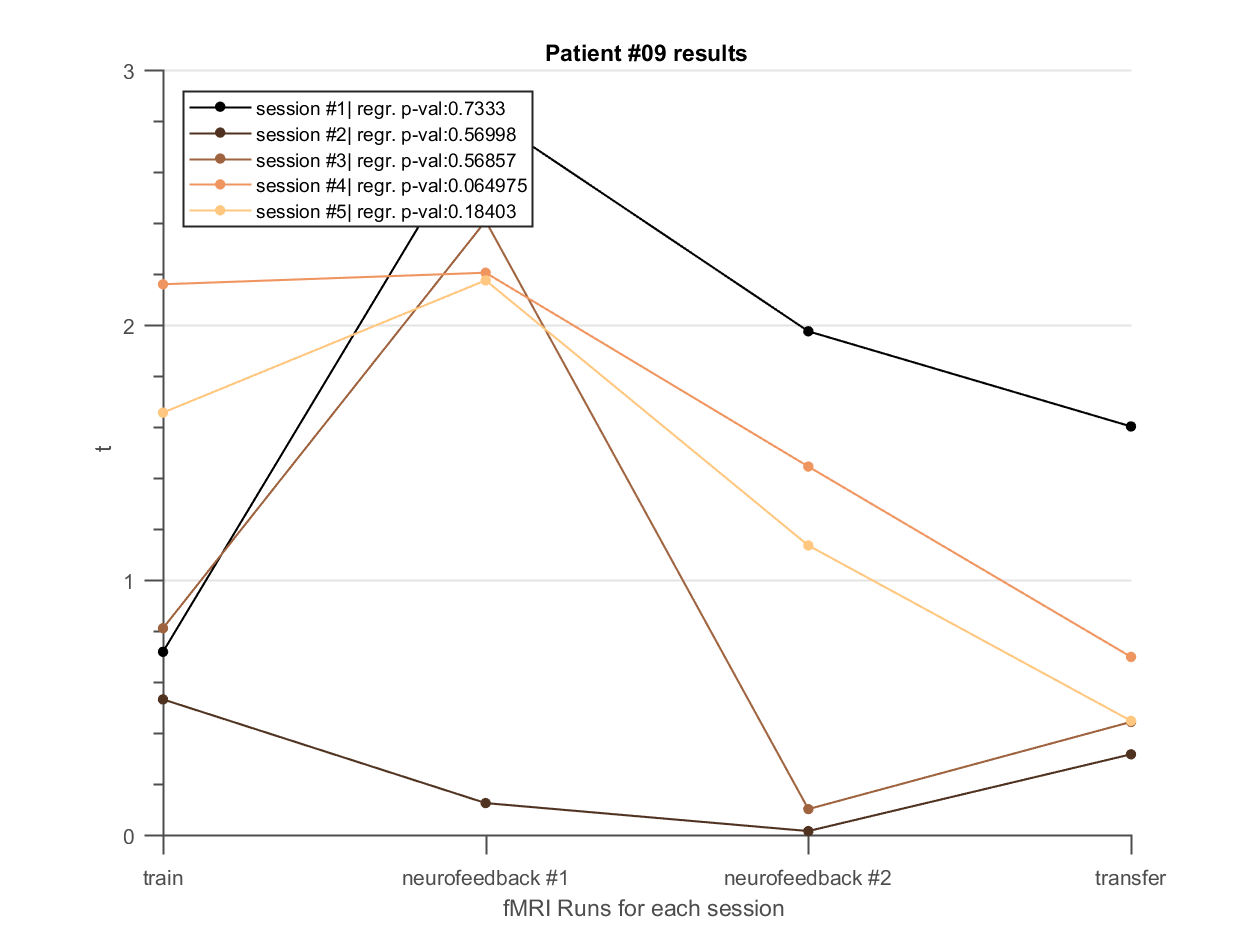 Patient #09 results
3
session #1| regr. p-val:0.7333
session #2| regr. p-val:0.56998
session #3| regr. p-val:0.56857
session #4| regr. p-val:0.064975
session #5| regr. p-val:0.18403
2
t
1
0
train neurofeedback #1 neurofeedback #2 transfer
fMRI Runs for each session